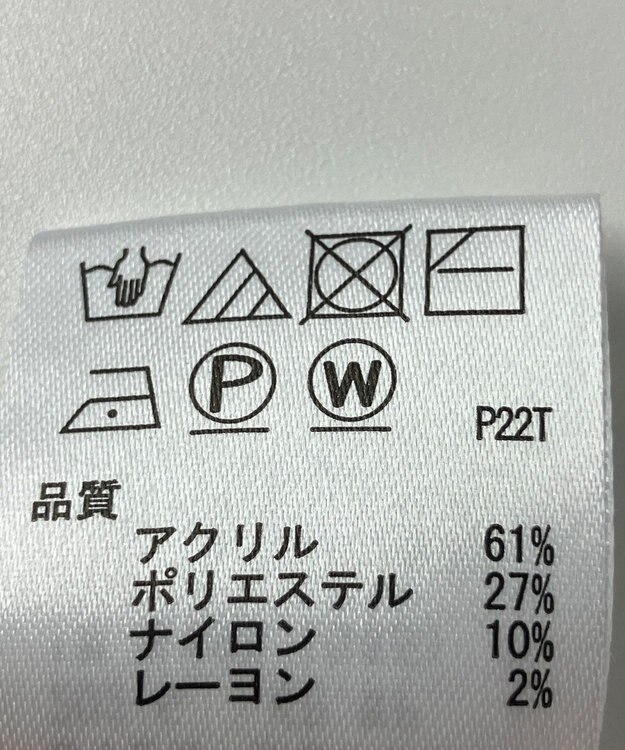 P W P22T
品質
アクリル 61%
ポリエステル 27%
ナイロン 10%
レーヨン 2%